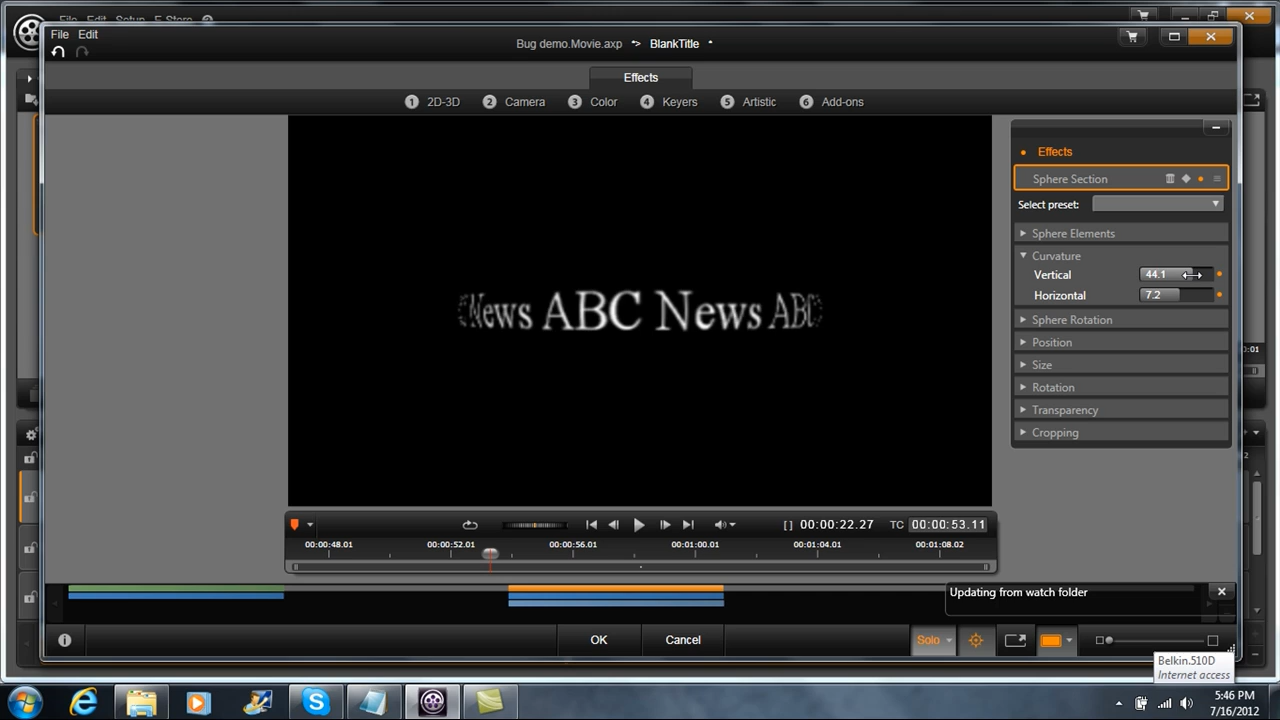 File Edit Setup E-Store
File Edit
Bug demo.Movie.axp *> BlankTitle *
Effects
1 2D-3D 2 Camera 3 Color 4 Keyers 5 Artistic 6 Add-ons
Effects
Sphere Section
Select preset:
Sphere Elements
Curvature
Vertical 44.1
Horizontal 7.2
Sphere Rotation
Position
Size
Rotation
Transparency
Cropping
News ABC News ABC
[] 00:00:22.27 TC 00:00:53.11
00:00:48.01 00:00:52.01 00:00:56.01 00:01:00.01 00:01:04.01 00:01:08.02
Updating from watch folder
OK Cancel Solo
Belkin.510D
Internet access
5:46 PM
7/16/2012